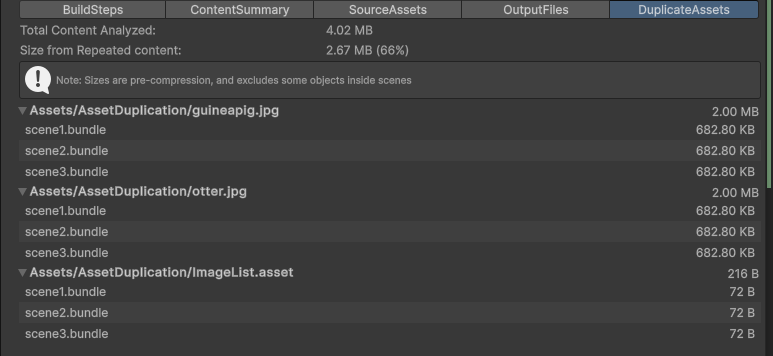 BuildSteps ContentSummary SourceAssets OutputFiles DuplicateAssets
Total Content Analyzed: 4.02 MB
Size from Repeated content: 2.67 MB (66%)
Note: Sizes are pre-compression, and excludes some objects inside scenes
Assets/AssetDuplication/guineapig.jpg 2.00 MB
scene1.bundle 682.80 KB
scene2.bundle 682.80 KB
scene3.bundle 682.80 KB
Assets/AssetDuplication/otter.jpg 2.00 MB
scene1.bundle 682.80 KB
scene2.bundle 682.80 KB
scene3.bundle 682.80 KB
Assets/AssetDuplication/ImageList.asset 216 B
scene1.bundle 72 B
scene2.bundle 72 B
scene3.bundle 72 B